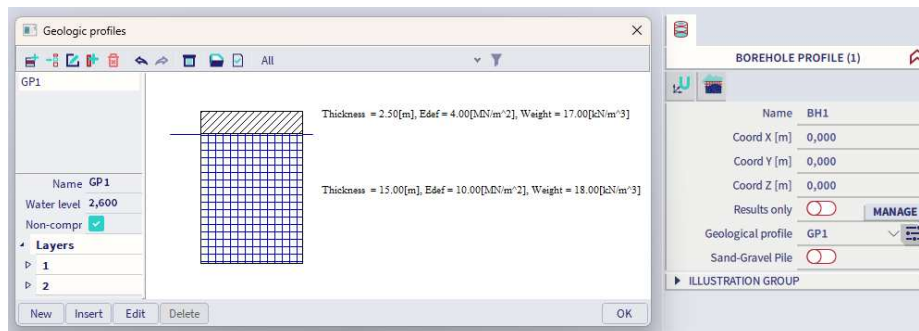 Geologic profiles
All
GP1
Thickness = 2.50[m], Edef = 4.00[MN/m^2], Weight = 17.00[kN/m^3]
Thickness = 15.00[m], Edef = 10.00[MN/m^2], Weight = 18.00[kN/m^3]
Name GP1
Water level 2,600
Non-compr
Layers
1
2
New Insert Edit Delete OK
BOREHOLE PROFILE (1)
Name BH1
Coord X [m] 0,000
Coord Y [m] 0,000
Coord Z [m] 0,000
Results only MANAGE
Geological profile GP1
Sand-Gravel Pile
ILLUSTRATION GROUP